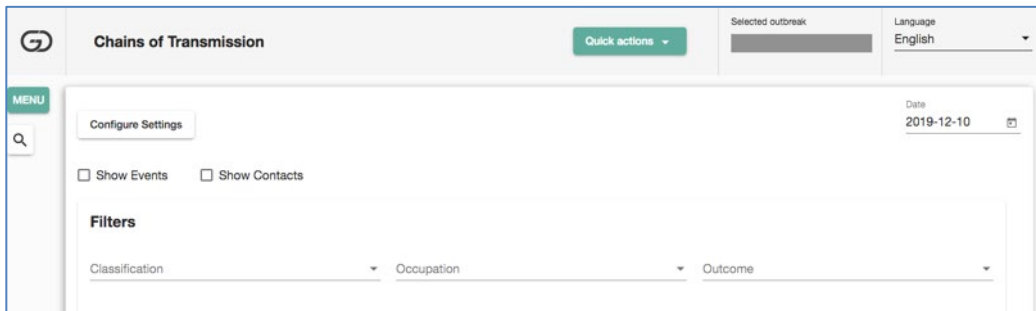 Selected outbreak
Language
Chains of Transmission
Quick actions
English
MENU
Date
Configure Settings
2019-12-10
Show Events
Show Contacts
Filters
Classification
Occupation
Outcome